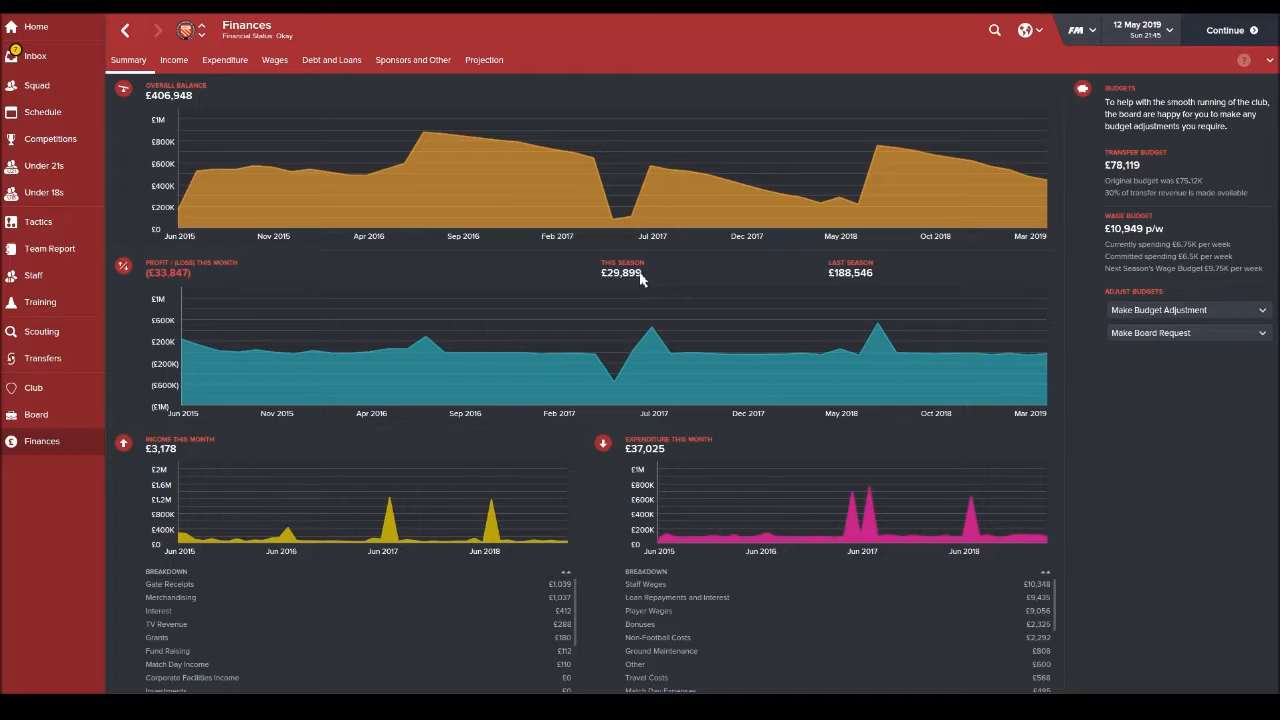 Home
7
Inbox
Squad
Schedule
Competitions
Under 21s
Under 18s
Tactics
Team Report
Staff
Training
Scouting
Transfers
Club
Board
Finances
Finances
Financial Status: Okay
FM
12 May 2019
Sun 21:45
Continue
Summary
Income
Expenditure
Wages
Debt and Loans
Sponsors and Other
Projection
?
OVERALL BALANCE
£406,948
£1M
£800K
£600K
£400K
£200K
£0
Jun 2015 Nov 2015 Apr 2016 Sep 2016 Feb 2017 Jul 2017 Dec 2017 May 2018 Oct 2018 Mar 2019
PROFIT / (LOSS) THIS MONTH
(£33,847)
THIS SEASON
£29,899
LAST SEASON
£188,546
£1M
£600K
£200K
(£200K)
(£600K)
(£1M)
Jun 2015 Nov 2015 Apr 2016 Sep 2016 Feb 2017 Jul 2017 Dec 2017 May 2018 Oct 2018 Mar 2019
INCOME THIS MONTH
£3,178
£2M
£1.6M
£1.2M
£800K
£400K
£0
Jun 2015 Jun 2016 Jun 2017 Jun 2018
BREAKDOWN
Gate Receipts £1,039
Merchandising £1,037
Interest £412
TV Revenue £288
Grants £180
Fund Raising £112
Match Day Income £110
Corporate Facilities Income £0
Investments £0
EXPENDITURE THIS MONTH
£37,025
£1M
£800K
£600K
£400K
£200K
£0
Jun 2015 Jun 2016 Jun 2017 Jun 2018
BREAKDOWN
Staff Wages £10,348
Loan Repayments and Interest £9,435
Player Wages £9,056
Bonuses £2,325
Non-Football Costs £2,292
Ground Maintenance £808
Other £600
Travel Costs £568
Match Day Expenses £485
BUDGETS
To help with the smooth running of the club,
the board are happy for you to make any
budget adjustments you require.
TRANSFER BUDGET
£78,119
Original budget was £75.12K
30% of transfer revenue is made available
WAGE BUDGET
£10,949 p/w
Currently spending £6.75K per week
Committed spending £6.5K per week
Next Season's Wage Budget £9.75K per week
ADJUST BUDGETS
Make Budget Adjustment
Make Board Request